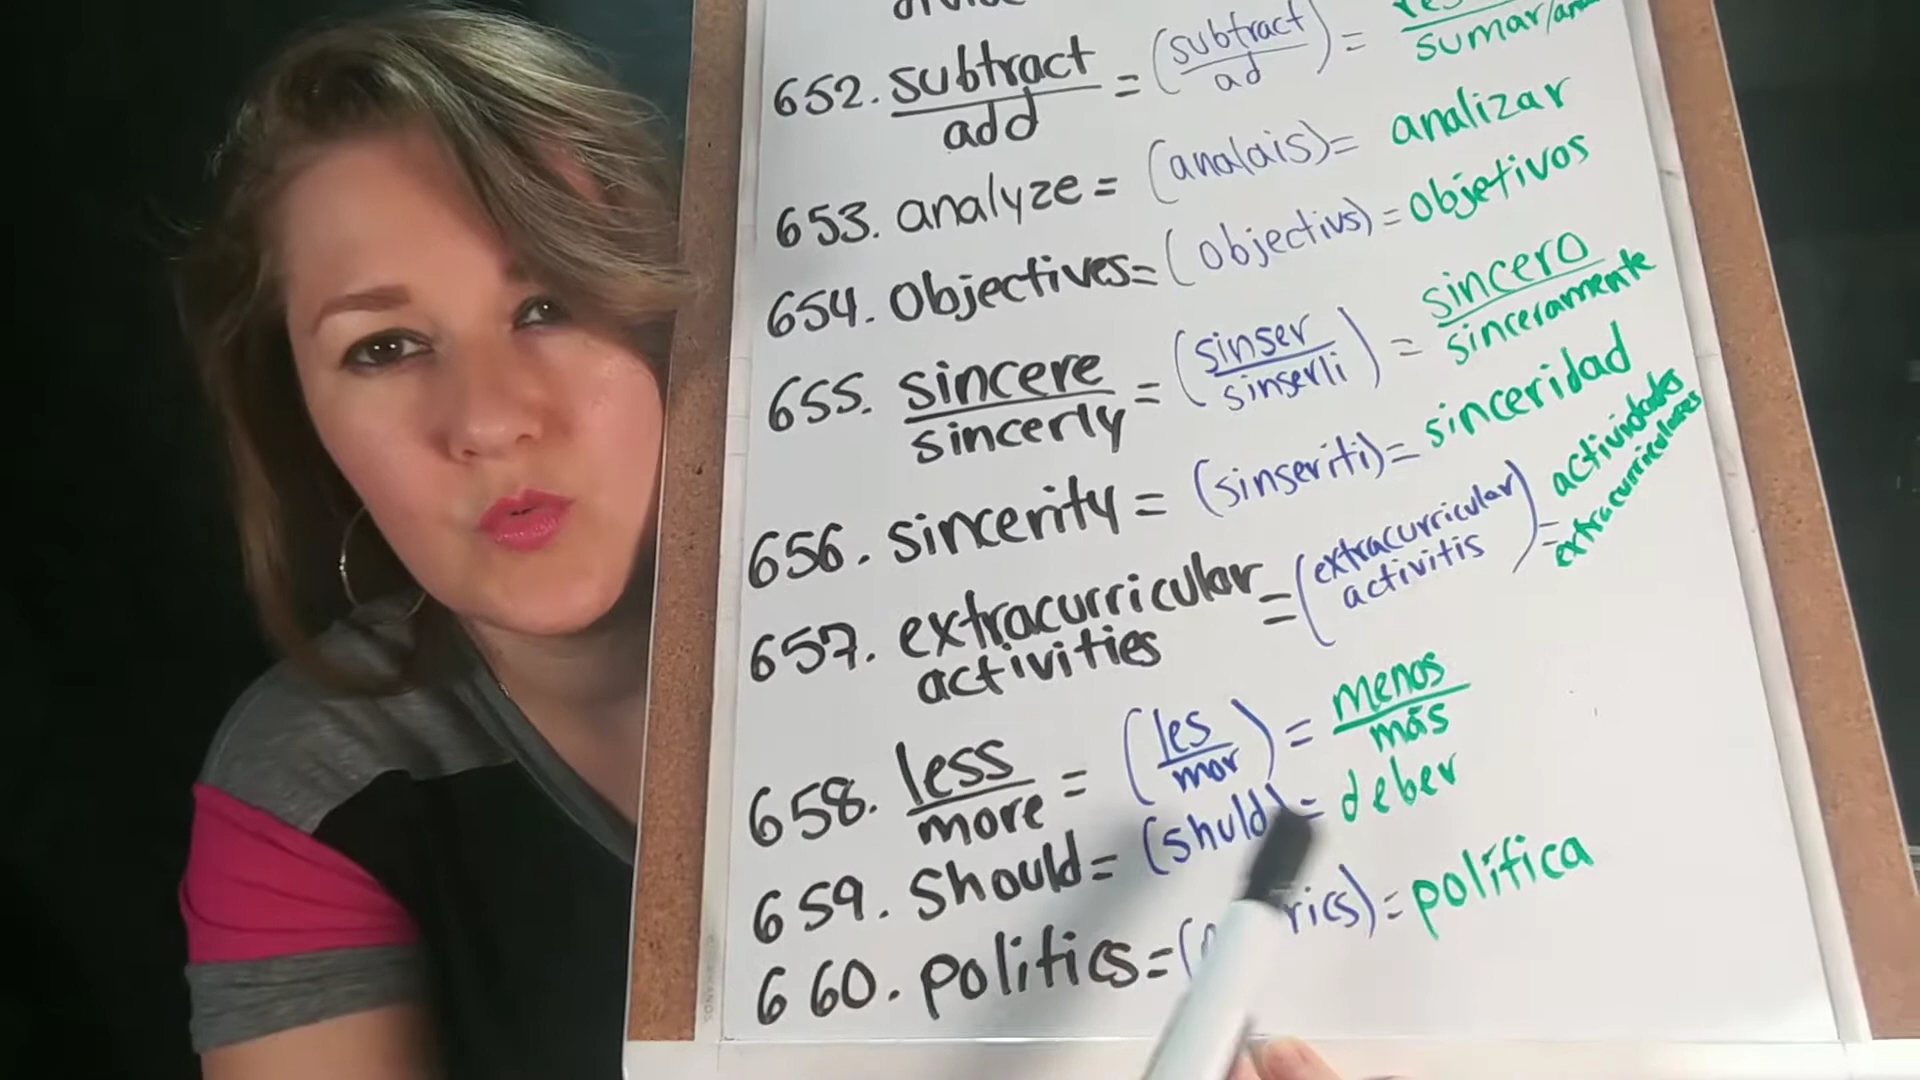 652. subtract = (subtract) =
add ad sumar/
653. analyze = (analais) = analizar
654. Objectives = (objectivs) = objetivos
655. sincere = (sinser) = sincero
sincerly sinserli sinceramente
656. sincerity = (sinseriti) = sinceridad
657. extracurricular = (extracurricular) = actividades
activities activitis extracurriculares
658. less = (les) = menos
more mor más
659. Should = (shuld) = deber
660. politics = ( rics) = política